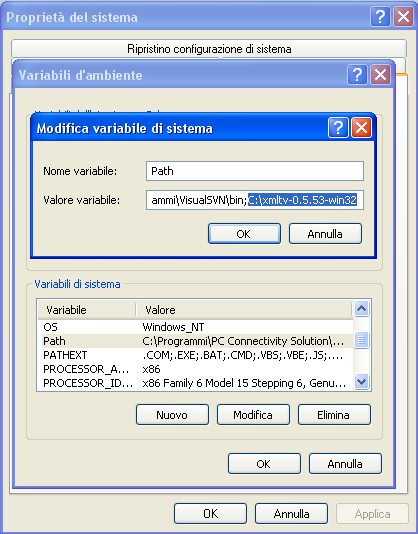 Proprietà del sistema
Ripristino configurazione di sistema
Variabili d'ambiente
Modifica variabile di sistema
Nome variabile: Path
Valore variabile: ammi\VisualSVN\bin;C:\xmltv-0.5.53-win32
OK Annulla
Variabili di sistema
Variabile Valore
OS Windows_NT
Path C:\Programmi\PC Connectivity Solution\...
PATHEXT .COM;.EXE;.BAT;.CMD;.VBS;.VBE;.JS;....
PROCESSOR_A... x86
PROCESSOR_ID... x86 Family 6 Model 15 Stepping 6, Genu...
Nuovo Modifica Elimina
OK Annulla
OK Annulla Applica